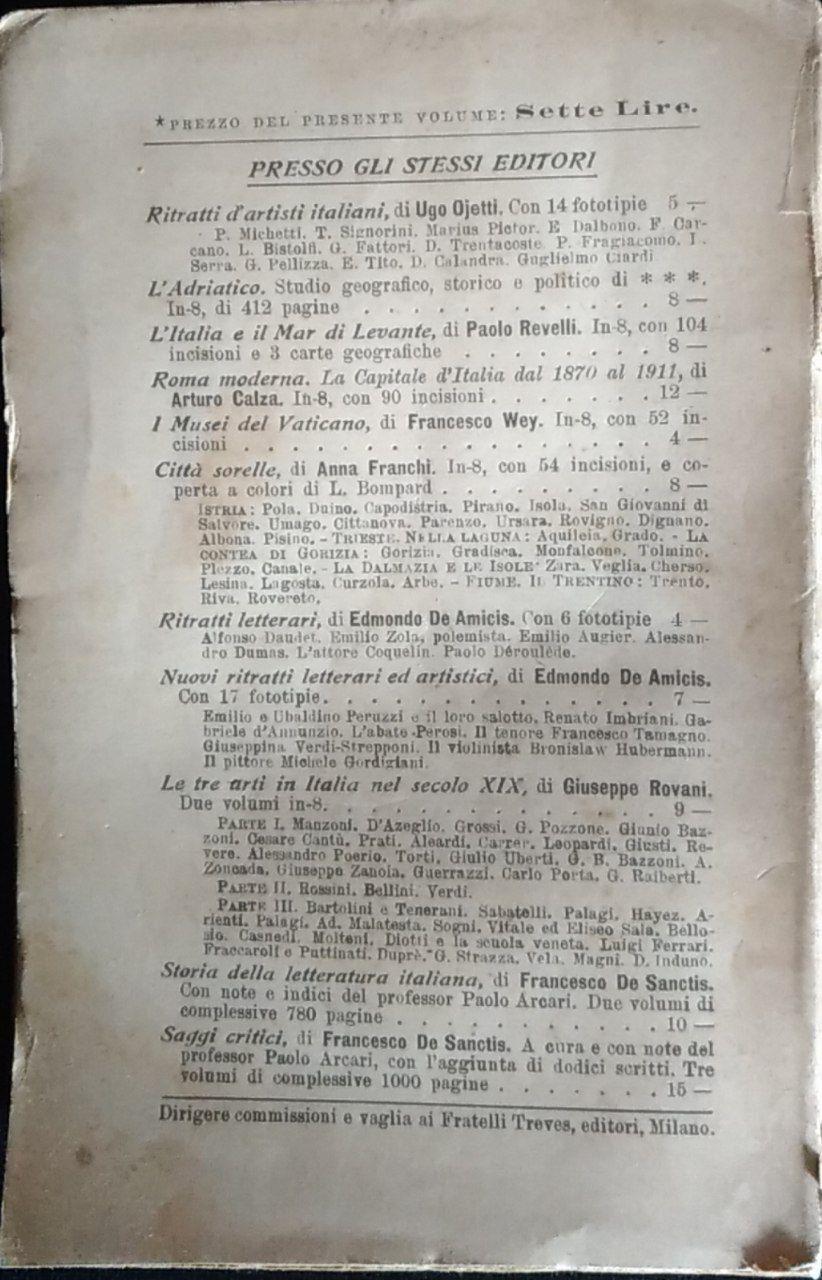 *PREZZO DEL PRESENTE VOLUME: Sette Lire.
PRESSO GLI STESSI EDITORI
Ritratti d'artisti italiani, di Ugo Ojetti. Con 14 fototipie 5 —
P. Michetti. T. Signorini. Marius Pictor. E. Dalbono. F. Car-
cano. L. Bistolfi. G. Fattori. D. Trentacoste. P. Fragiacomo. L.
Serra. G. Pellizza. E. Tito. D. Calandra. Guglielmo Ciardi
L'Adriatico. Studio geografico, storico e politico di * * *.
In-8, di 412 pagine . . . . . . . . . . . . . 8 —
L'Italia e il Mar di Levante, di Paolo Revelli. In-8, con 104
incisioni e 3 carte geografiche . . . . . . . . 8 —
Roma moderna. La Capitale d'Italia dal 1870 al 1911, di
Arturo Calza. In-8, con 90 incisioni . . . . . . . 12 —
I Musei del Vaticano, di Francesco Wey. In-8, con 52 in-
cisioni . . . . . . . . . . . . . . . . . 4 —
Città sorelle, di Anna Franchi. In-8, con 54 incisioni, e co-
perta a colori di L. Bompard . . . . . . . . . 8 —
ISTRIA: Pola. Duino. Capodistria. Pirano. Isola. San Giovanni di
Salvore. Umago. Cittanova. Parenzo. Ursara. Rovigno. Dignano.
Albona. Pisino. - TRIESTE. NELLA LAGUNA: Aquileia. Grado. - LA
CONTEA DI GORIZIA: Gorizia. Gradisca. Monfalcone. Tolmino.
Plezzo. Canale. - LA DALMAZIA E LE ISOLE: Zara. Veglia. Cherso.
Lesina. Lagosta. Curzola. Arbe. - FIUME. IL TRENTINO: Trento.
Riva. Rovereto.
Ritratti letterari, di Edmondo De Amicis. Con 6 fototipie 4 —
Alfonso Daudet. Emilio Zola, polemista. Emilio Augier. Alessan-
dro Dumas. L'attore Coquelin. Paolo Déroulède.
Nuovi ritratti letterari ed artistici, di Edmondo De Amicis.
Con 17 fototipie. . . . . . . . . . . . . . . 7 —
Emilio e Ubaldino Peruzzi e il loro salotto. Renato Imbriani. Ga-
briele d'Annunzio. L'abate Perosi. Il tenore Francesco Tamagno.
Giuseppina Verdi-Strepponi. Il violinista Bronislaw Hubermann.
Il pittore Michele Gordigiani.
Le tre arti in Italia nel secolo XIX, di Giuseppe Rovani.
Due volumi in-8. . . . . . . . . . . . . . . 9 —
PARTE I. Manzoni. D'Azeglio. Grossi. G. Pozzone. Giunio Baz-
zoni. Cesare Cantù. Prati. Aleardi. Carrer. Leopardi. Giusti. Re-
vere. Alessandro Poerio. Torti. Giulio Uberti. G. B. Bazzoni. A.
Zoncada. Giuseppe Zanoia. Guerrazzi. Carlo Porta. G. Raiberti.
PARTE II. Rossini. Bellini. Verdi.
PARTE III. Bartolini e Tenerani. Sabatelli. Palagi. Hayez. A-
rienti. Palagi. Ad. Malatesta. Sogni. Vitale ed Eliseo Sala. Bello-
sio. Casnedi. Molteni. Diotti e la scuola veneta. Luigi Ferrari.
Fraccaroli e Puttinati. Duprè. G. Strazza. Vela. Magni. D. Induno.
Storia della letteratura italiana, di Francesco De Sanctis.
Con note e indici del professor Paolo Arcari. Due volumi di
complessive 780 pagine . . . . . . . . . . . 10 —
Saggi critici, di Francesco De Sanctis. A cura e con note del
professor Paolo Arcari, con l'aggiunta di dodici scritti. Tre
volumi di complessive 1000 pagine . . . . . . . 15 —
Dirigere commissioni e vaglia ai Fratelli Treves, editori, Milano.